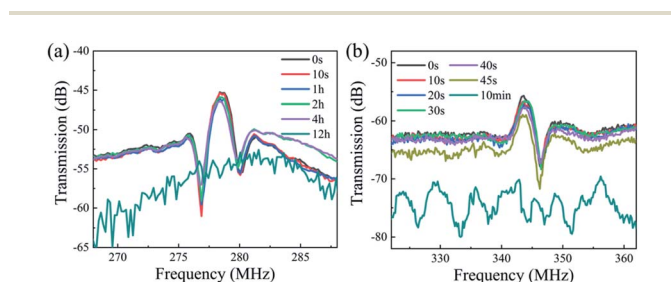 (a)
-40
-45
-50
-55
-60
-65
Transmission (dB)
0s
10s
1h
2h
4h
12h
270 275 280 285
Frequency (MHz)
(b)
-50
-60
-70
-80
Transmission (dB)
0s 40s
10s 45s
20s 10min
30s
330 340 350 360
Frequency (MHz)